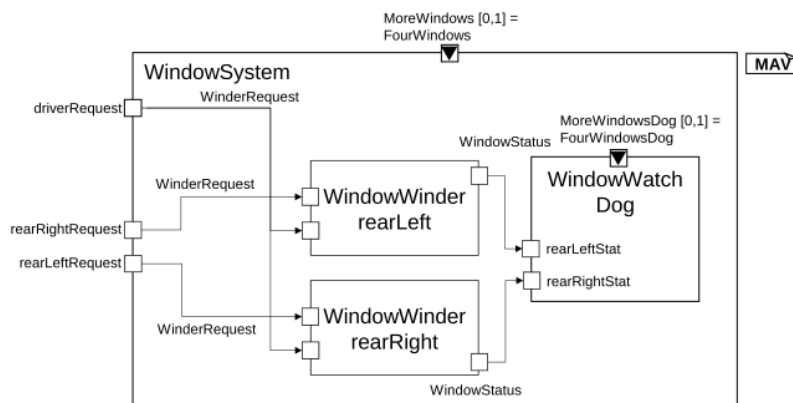 MoreWindows [0,1] =
FourWindows
WindowSystem
MAV
driverRequest
WinderRequest
MoreWindowsDog [0,1] =
FourWindowsDog
WindowStatus
WinderRequest
WindowWinder
rearLeft
WindowWatch
Dog
rearRightRequest
rearLeftRequest
rearLeftStat
rearRightStat
WinderRequest
WindowWinder
rearRight
WindowStatus